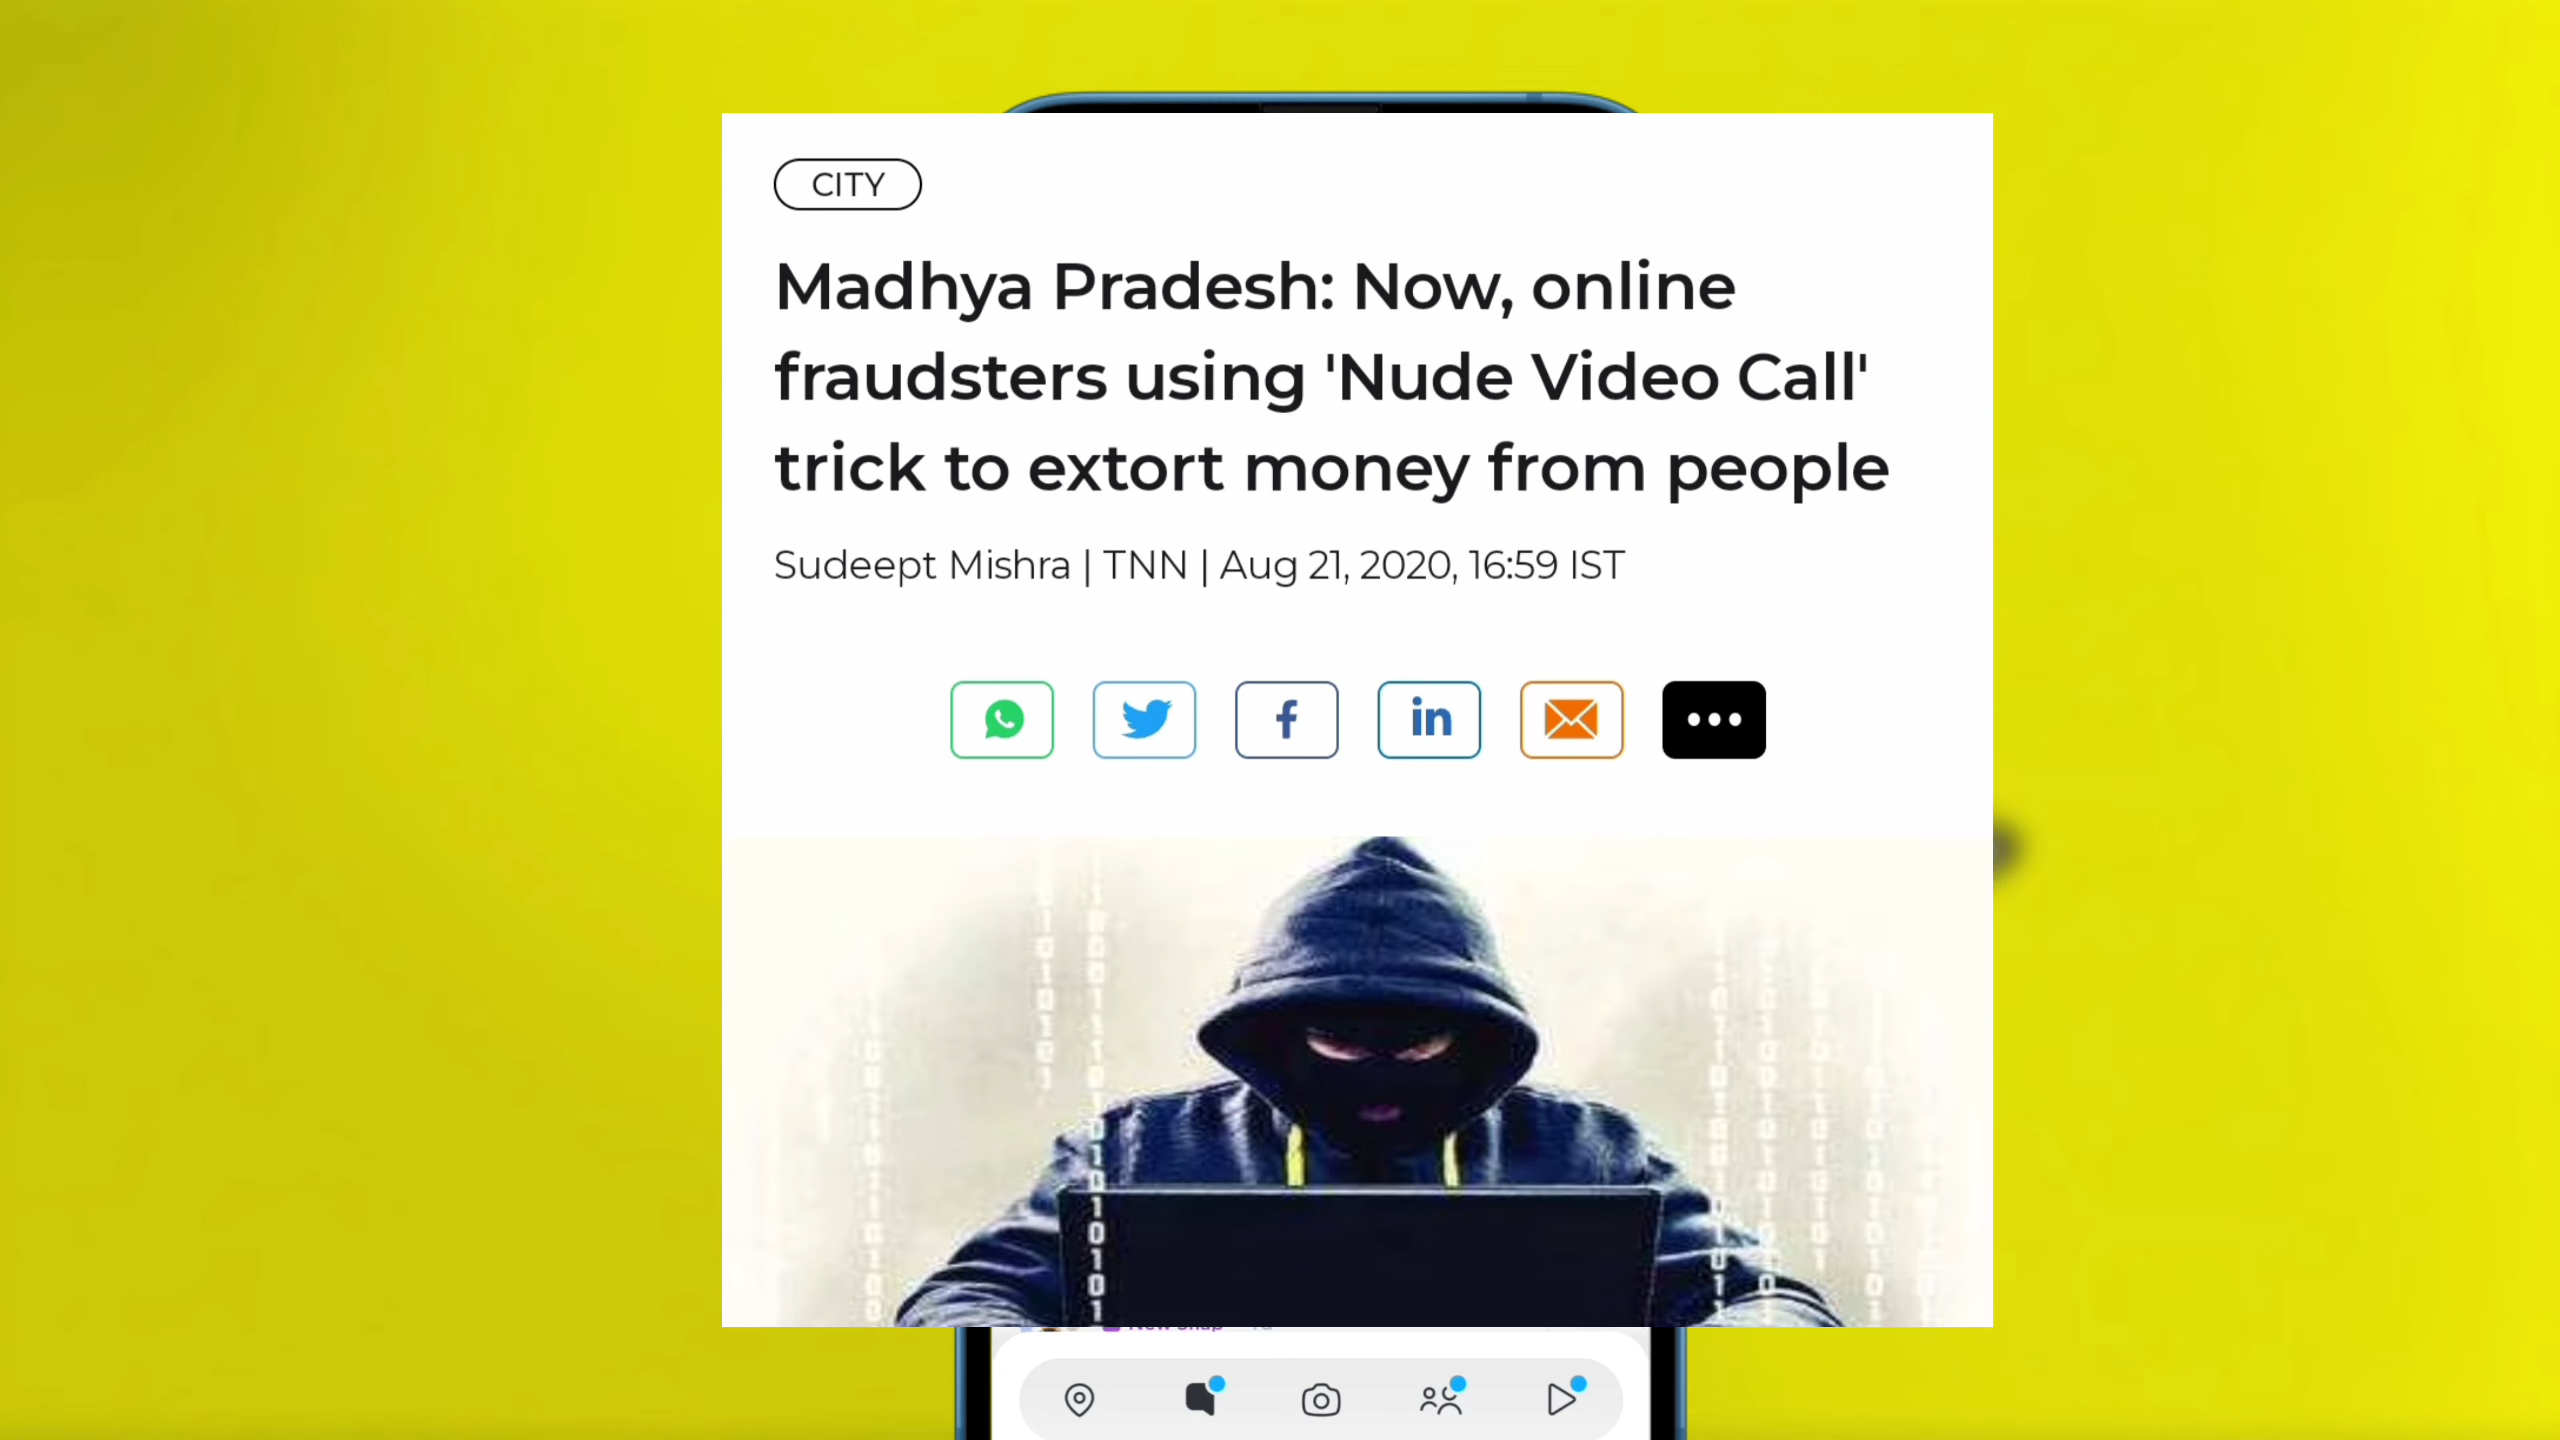 CITY
Madhya Pradesh: Now, online
fraudsters using 'Nude Video Call'
trick to extort money from people
Sudeept Mishra | TNN | Aug 21, 2020, 16:59 IST